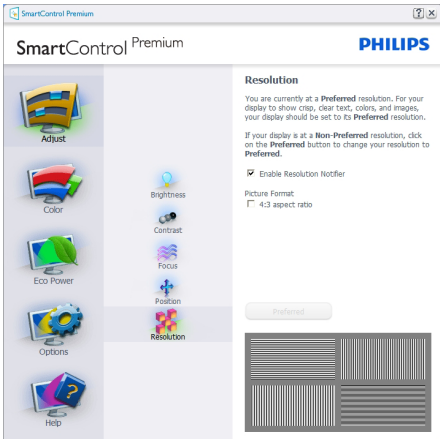 SmartControl Premium
SmartControl Premium
PHILIPS
Adjust
Color
Eco Power
Options
Help
Brightness
Contrast
Focus
Position
Resolution
Resolution
You are currently at a Preferred resolution. For your
display to show crisp, clear text, colors, and images,
your display should be set to its Preferred resolution.
If your display is at a Non-Preferred resolution, click
on the Preferred button to change your resolution to
Preferred.
Enable Resolution Notifier
Picture Format
4:3 aspect ratio
Preferred